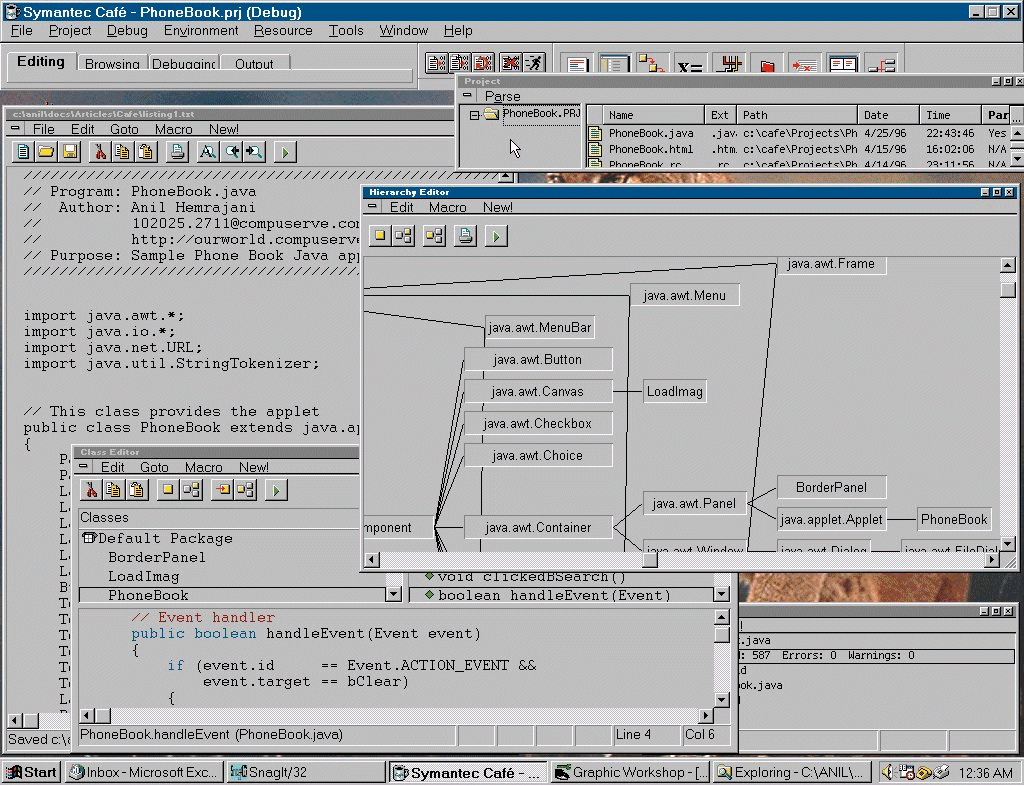 Symantec Café - PhoneBook.prj (Debug)
File Project Debug Environment Resource Tools Window Help
Editing Browsing Debugging Output
Project
Parse
PhoneBook.PRJ
Name Ext Path Date Time Par ...
PhoneBook.java .jav. c:\cafe\Projects\Ph 4/25/96 22:43:46 Yes
PhoneBook.html .htm. c:\cafe\Projects\Ph 4/15/96 16:02:06 N/A
PhoneBook.rc .rc c:\cafe\Projects\Ph 4/14/96 23:11:56 N/A
c:\anil\docs\Articles\Cafe\listing1.txt
File Edit Goto Macro New!
////////////////////////////////////////
// Program: PhoneBook.java
// Author: Anil Hemrajani
// 102025.2711@compuserve.co
// http://ourworld.compuserve
// Purpose: Sample Phone Book Java app
////////////////////////////////////////
import java.awt.*;
import java.io.*;
import java.net.URL;
import java.util.StringTokenizer;
// This class provides the applet
public class PhoneBook extends java.ap
{
Saved c:\a
Hierarchy Editor
Edit Macro New!
java.awt.Frame
java.awt.Menu
java.awt.MenuBar
java.awt.Button
java.awt.Canvas LoadImag
java.awt.Checkbox
java.awt.Choice
BorderPanel
java.awt.Panel
java.applet.Applet PhoneBook
mponent java.awt.Container
java.awt.Window java.awt.Dialog java.awt.FileDial
Class Editor
Edit Goto Macro New!
Classes
Default Package
BorderPanel
LoadImag
PhoneBook
void clickedBSearch()
boolean handleEvent(Event)
// Event handler
public boolean handleEvent(Event event)
{
if (event.id == Event.ACTION_EVENT &&
event.target == bClear)
{
PhoneBook.handleEvent (PhoneBook.java) Line 4 Col 6
.java
: 587 Errors: 0 Warnings: 0
ook.java
Start Inbox - Microsoft Exc... SnagIt/32 Symantec Café - ... Graphic Workshop - [... Exploring - C:\ANIL\... 12:36 AM